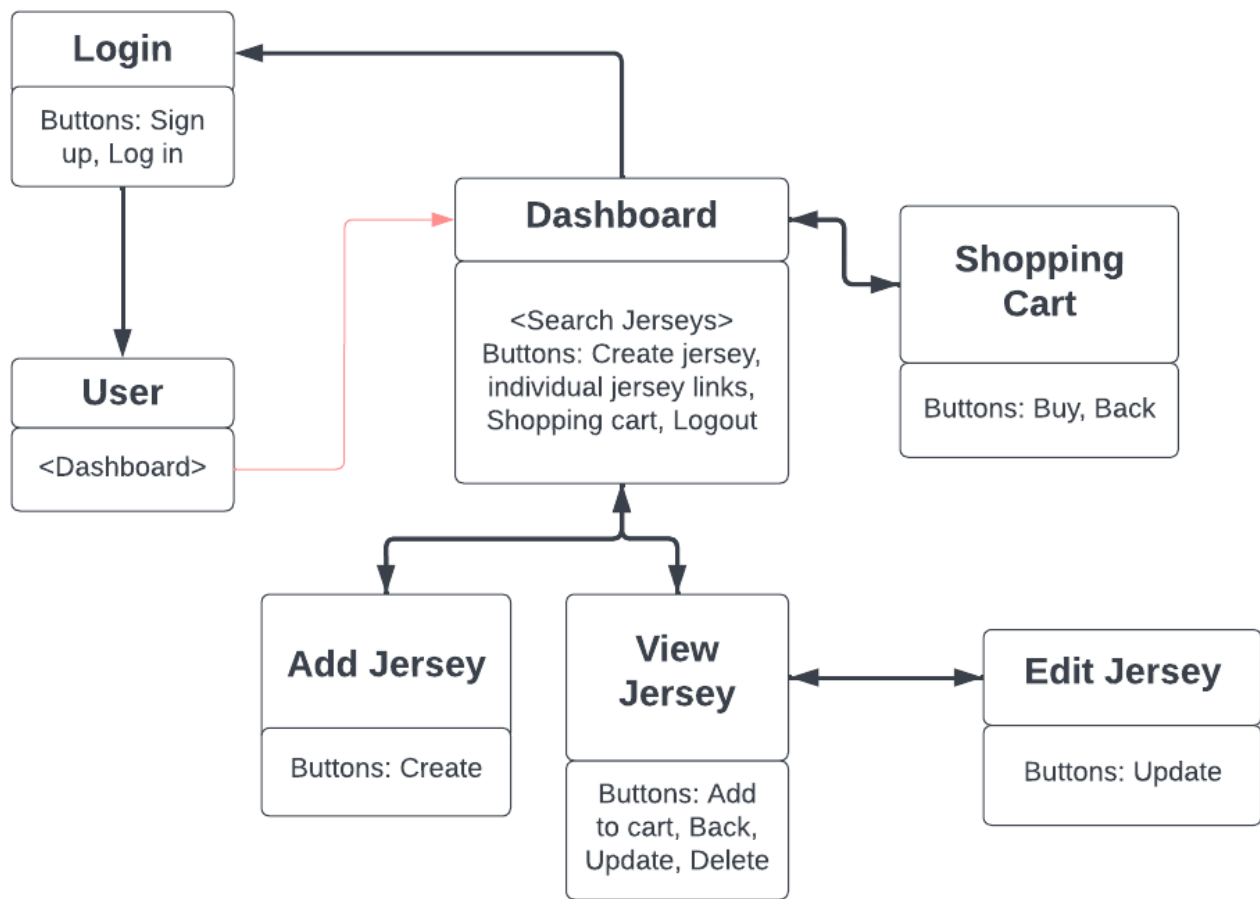 Login
Buttons: Sign
up, Log in
Dashboard
<Search Jerseys>
Buttons: Create jersey,
individual jersey links,
Shopping cart, Logout
Shopping
Cart
Buttons: Buy, Back
User
<Dashboard>
Add Jersey
Buttons: Create
View
Jersey
Buttons: Add
to cart, Back,
Update, Delete
Edit Jersey
Buttons: Update